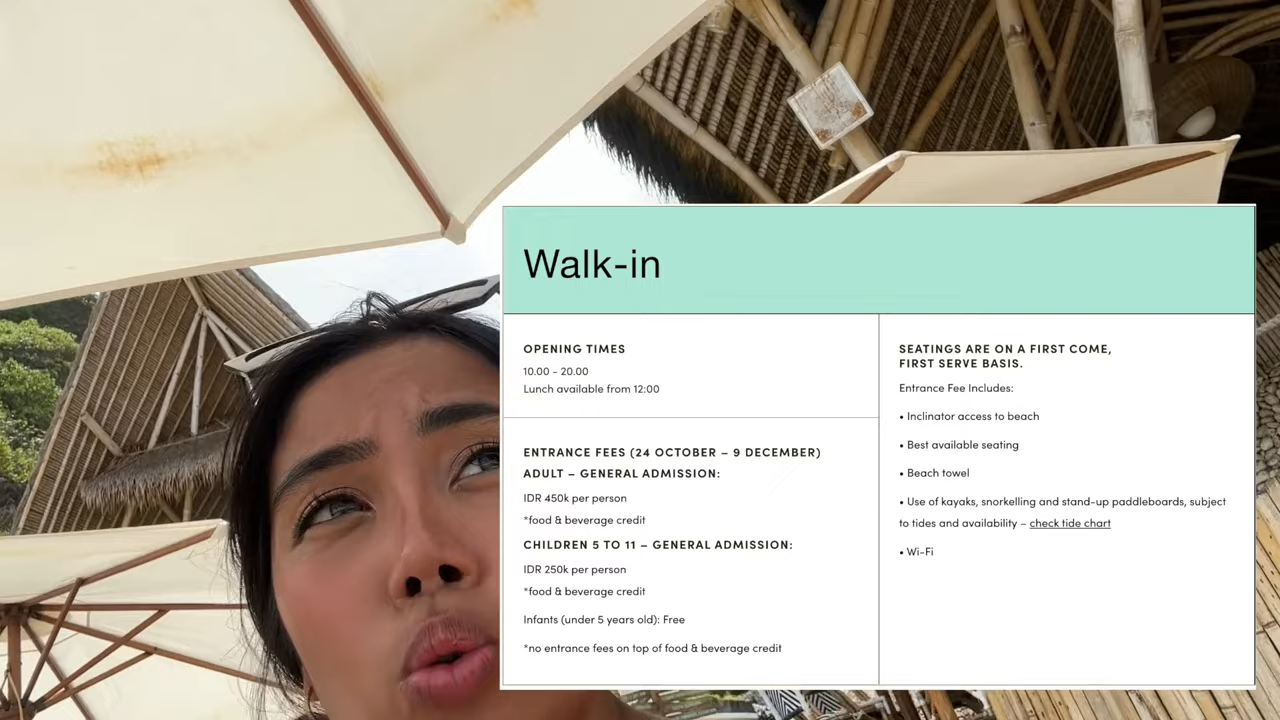 Walk-in
OPENING TIMES
10.00 - 20.00
Lunch available from 12:00
ENTRANCE FEES (24 OCTOBER – 9 DECEMBER)
ADULT – GENERAL ADMISSION:
IDR 450k per person
*food & beverage credit
CHILDREN 5 TO 11 – GENERAL ADMISSION:
IDR 250k per person
*food & beverage credit
Infants (under 5 years old): Free
*no entrance fees on top of food & beverage credit
SEATINGS ARE ON A FIRST COME,
FIRST SERVE BASIS.
Entrance Fee Includes:
• Inclinator access to beach
• Best available seating
• Beach towel
• Use of kayaks, snorkelling and stand-up paddleboards, subject
to tides and availability – check tide chart
• Wi-Fi